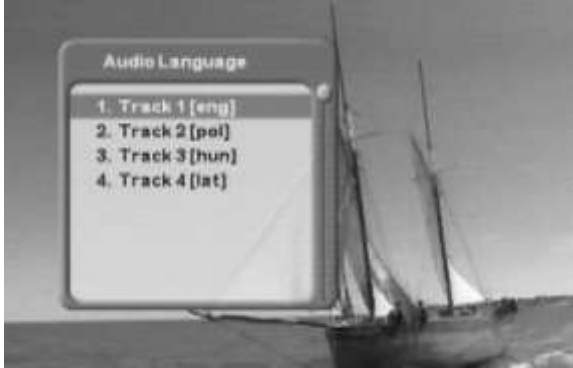 Audio Language
1. Track 1 [eng]
2. Track 2 [pol]
3. Track 3 [hun]
4. Track 4 [lat]